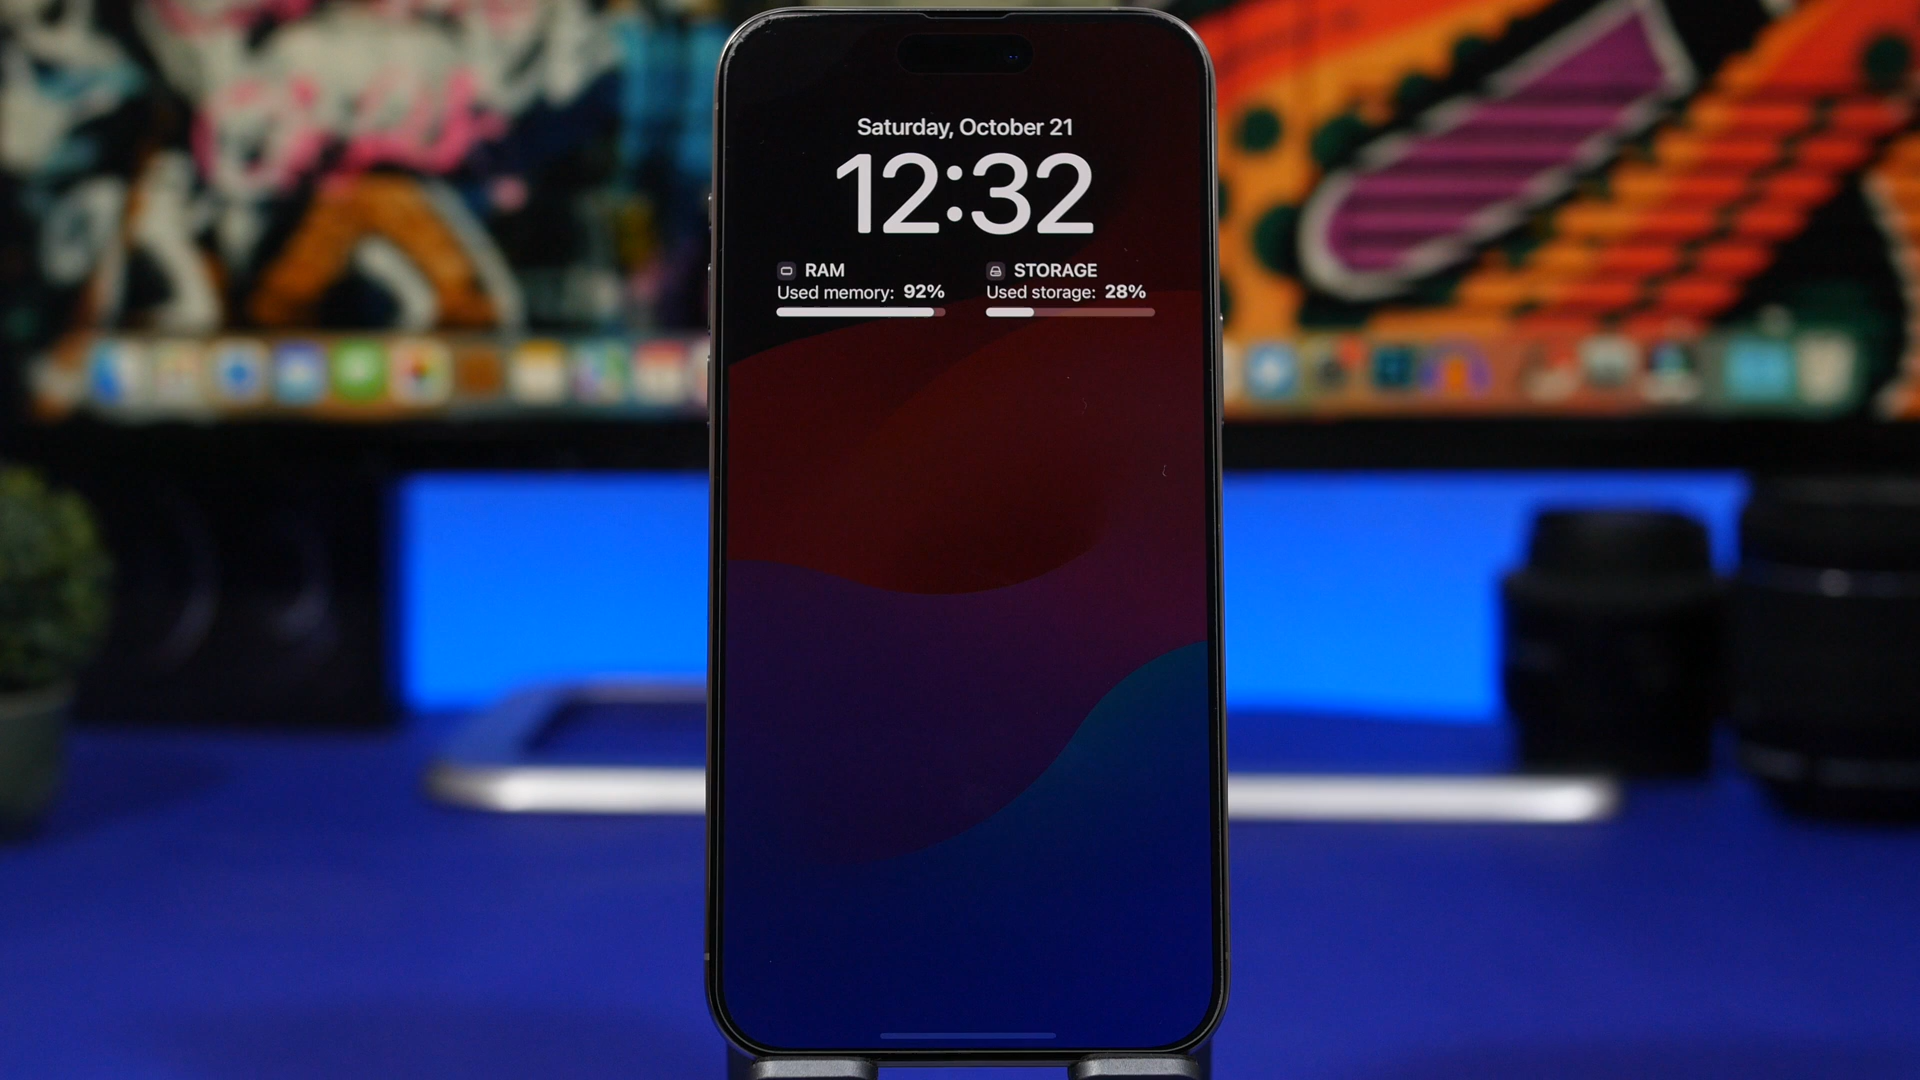 Saturday, October 21
12:32
RAM
Used memory: 92%
STORAGE
Used storage: 28%